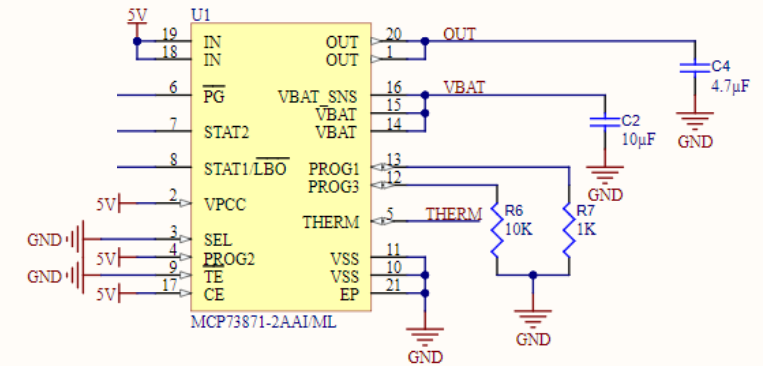 5V
U1
19 IN OUT 20 OUT
18 IN OUT 1
C4
4.7µF
GND
6 PG VBAT_SNS 16 VBAT
VBAT 15
7 STAT2 VBAT 14
C2
10µF
GND
8 STAT1/LBO PROG1 13
PROG3 12
5V 2 VPCC
THERM 5 THERM
R6
10K
R7
1K
GND 3 SEL
5V 4 PROG2 VSS 11
GND 9 TE VSS 10
5V 17 CE EP 21
MCP73871-2AAI/ML
GND
GND